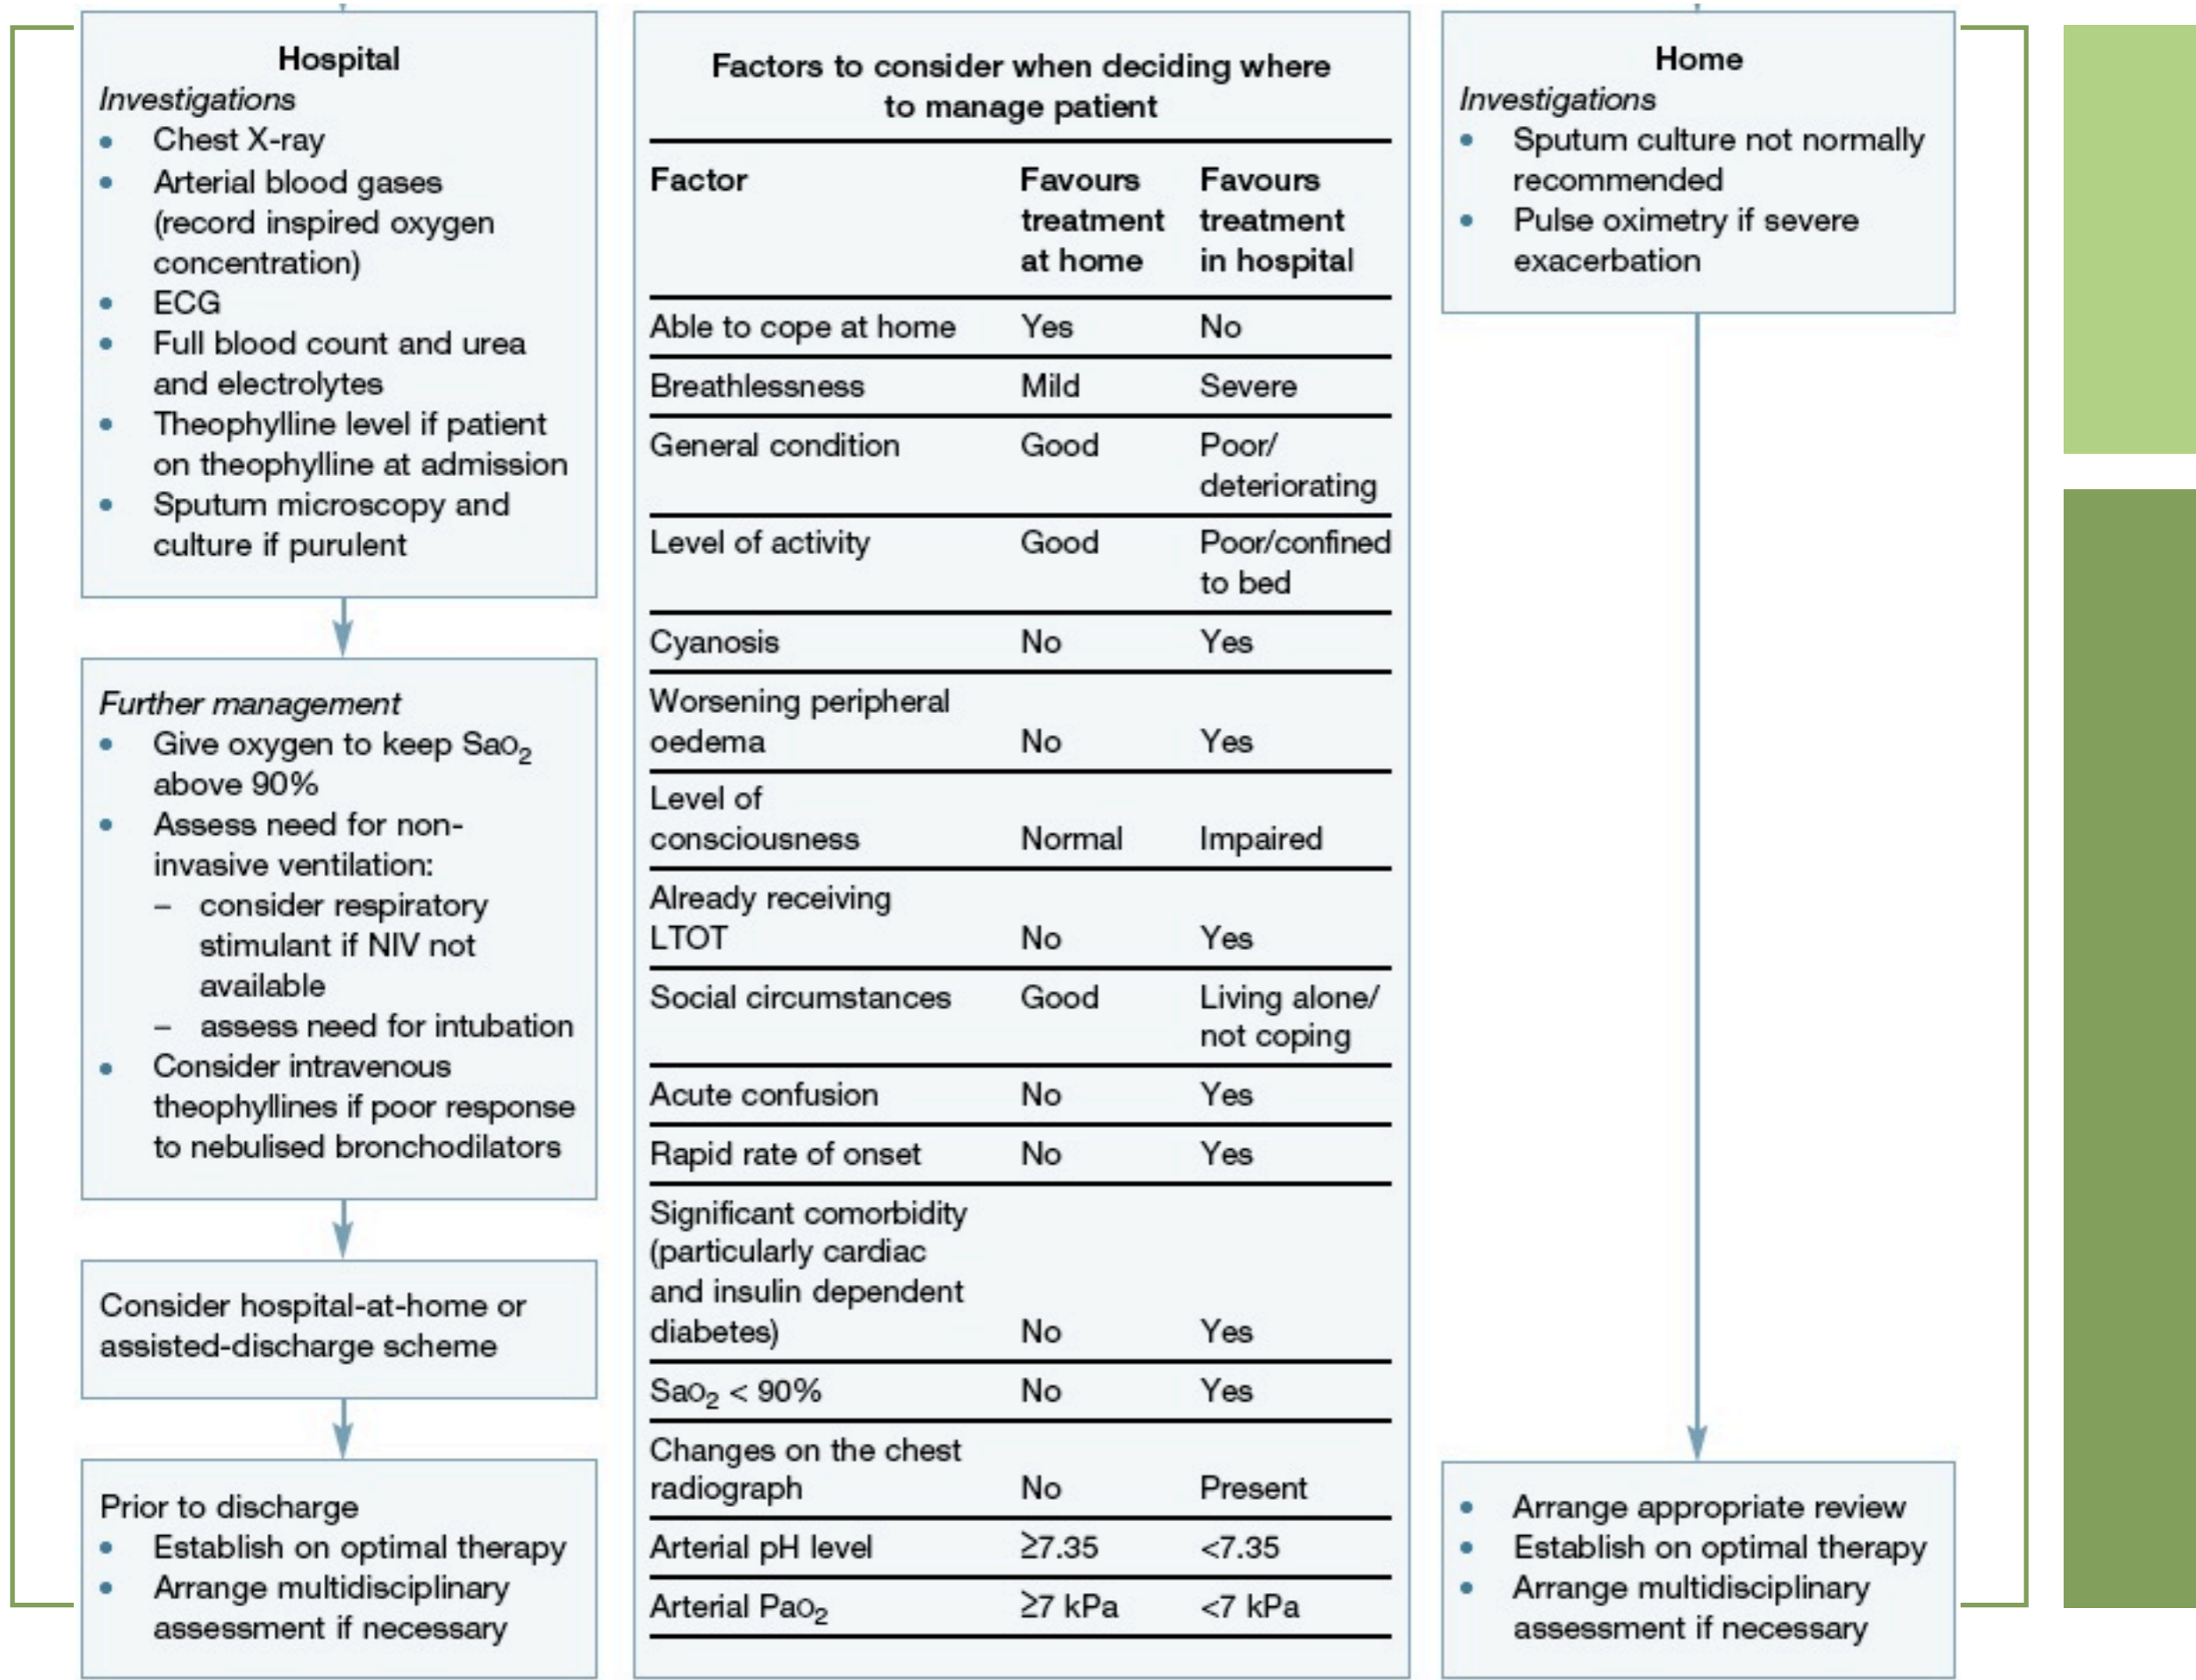 Hospital
Investigations
• Chest X-ray
• Arterial blood gases
(record inspired oxygen
concentration)
• ECG
• Full blood count and urea
and electrolytes
• Theophylline level if patient
on theophylline at admission
• Sputum microscopy and
culture if purulent
Further management
• Give oxygen to keep SaO₂
above 90%
• Assess need for non-
invasive ventilation:
– consider respiratory
stimulant if NIV not
available
– assess need for intubation
• Consider intravenous
theophyllines if poor response
to nebulised bronchodilators
Consider hospital-at-home or
assisted-discharge scheme
Prior to discharge
• Establish on optimal therapy
• Arrange multidisciplinary
assessment if necessary
Factors to consider when deciding where
to manage patient
Factor Favours Favours
treatment treatment
at home in hospital
Able to cope at home Yes No
Breathlessness Mild Severe
General condition Good Poor/
deteriorating
Level of activity Good Poor/confined
to bed
Cyanosis No Yes
Worsening peripheral
oedema No Yes
Level of
consciousness Normal Impaired
Already receiving
LTOT No Yes
Social circumstances Good Living alone/
not coping
Acute confusion No Yes
Rapid rate of onset No Yes
Significant comorbidity
(particularly cardiac
and insulin dependent
diabetes) No Yes
SaO₂ < 90% No Yes
Changes on the chest
radiograph No Present
Arterial pH level ≥7.35 <7.35
Arterial PaO₂ ≥7 kPa <7 kPa
Home
Investigations
• Sputum culture not normally
recommended
• Pulse oximetry if severe
exacerbation
• Arrange appropriate review
• Establish on optimal therapy
• Arrange multidisciplinary
assessment if necessary